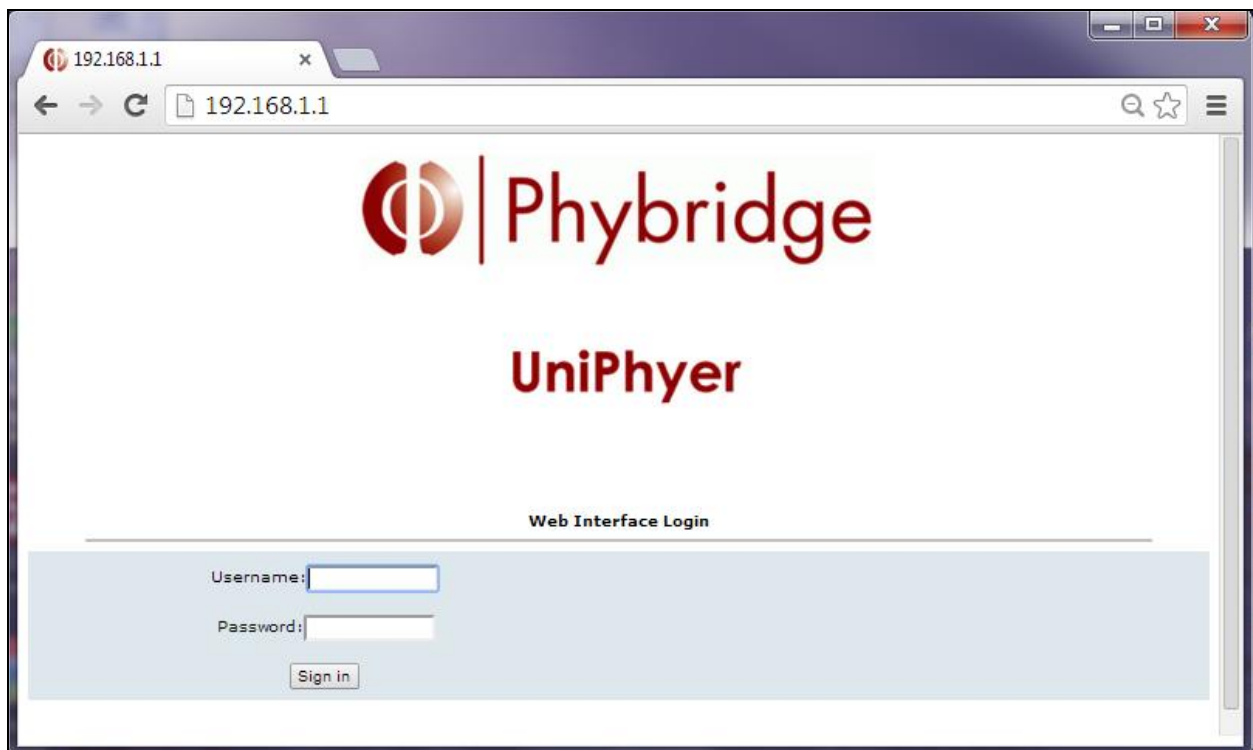 192.168.1.1
192.168.1.1
Phybridge
UniPhyer
Web Interface Login
Username:
Password:
Sign in